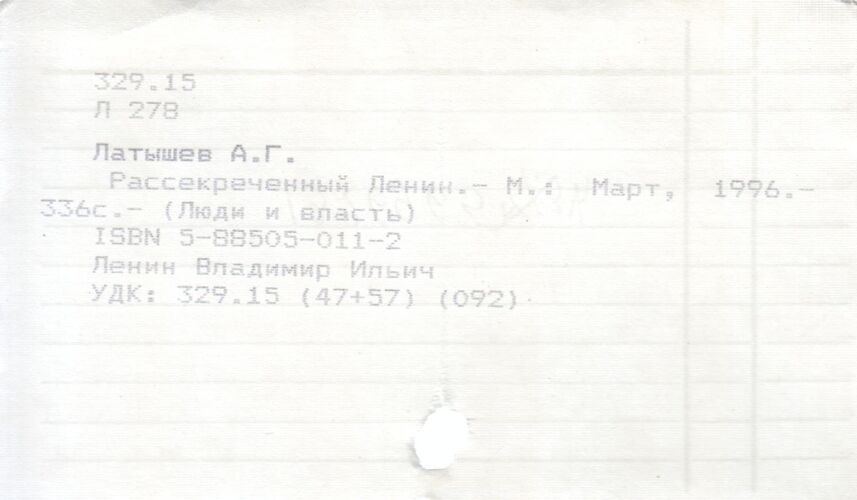 329.15
Л 278
Латышев А.Г.
Рассекреченный Ленин.- М.: Март, 1996.-
336с.- (Люди и власть)
ISBN 5-88505-011-2
Ленин Владимир Ильич
УДК: 329.15 (47+57) (092)